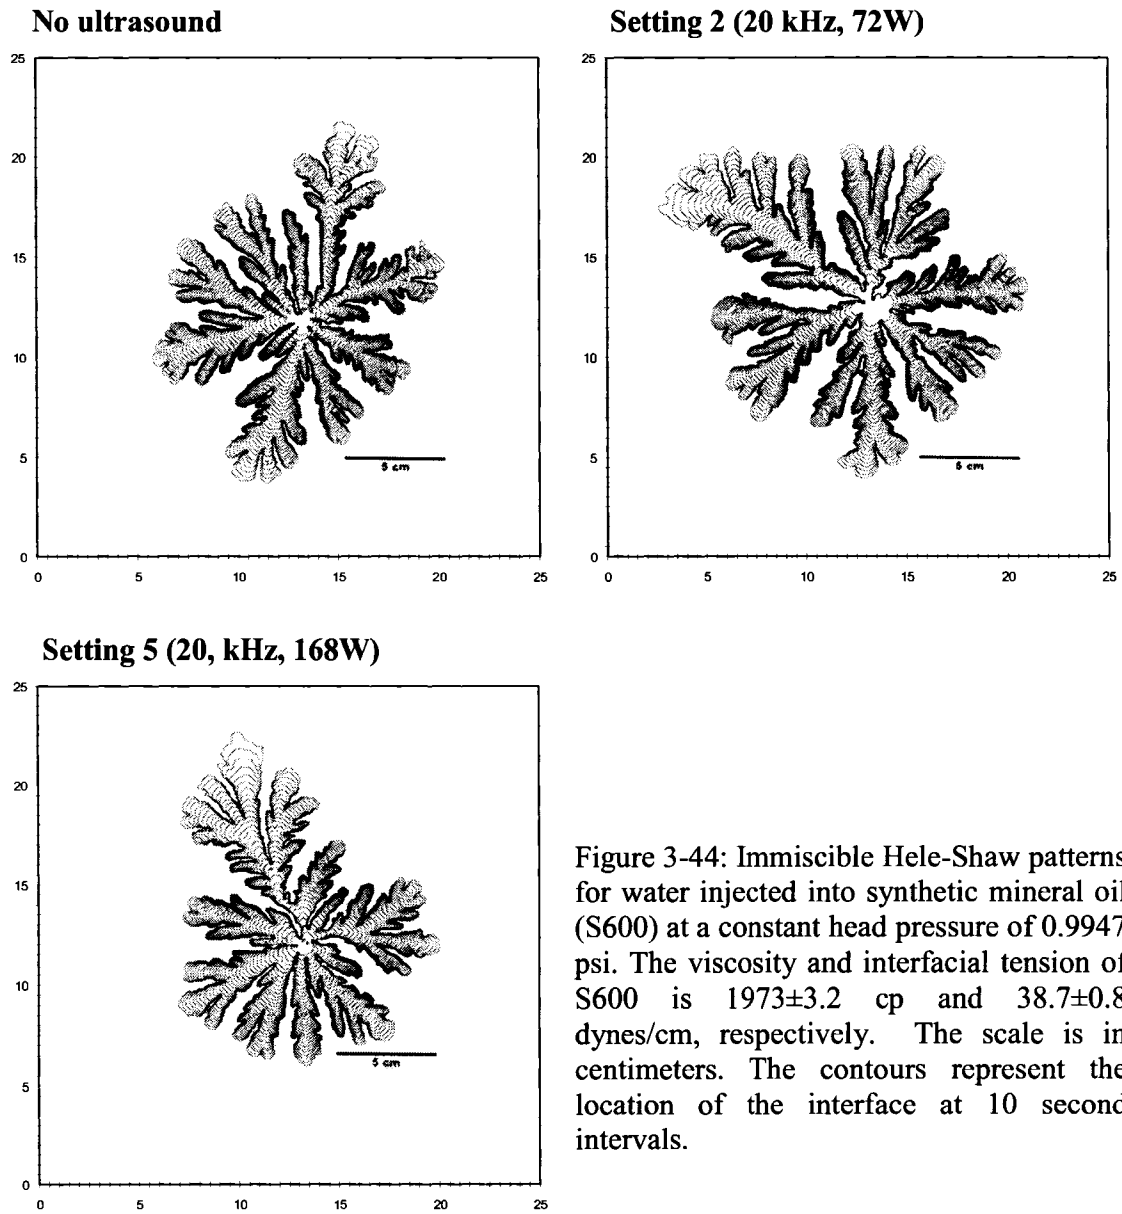 No ultrasound
25
20
15
10
5
0
0 5 10 15 20 25
5 cm
Setting 2 (20 kHz, 72W)
25
20
15
10
5
0
0 5 10 15 20 25
5 cm
Setting 5 (20, kHz, 168W)
25
20
15
10
5
0
0 5 10 15 20 25
5 cm
Figure 3-44: Immiscible Hele-Shaw patterns
for water injected into synthetic mineral oil
(S600) at a constant head pressure of 0.9947
psi. The viscosity and interfacial tension of
S600 is 1973±3.2 cp and 38.7±0.8
dynes/cm, respectively. The scale is in
centimeters. The contours represent the
location of the interface at 10 second
intervals.